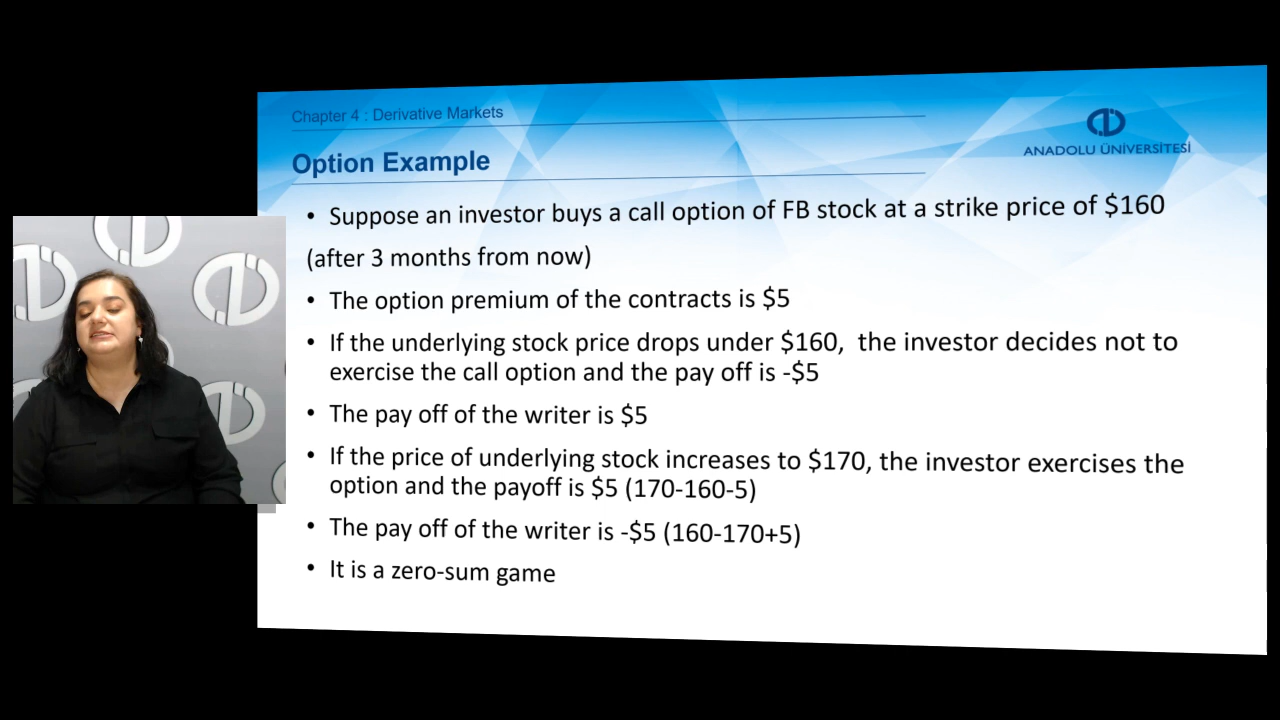 Chapter 4 : Derivative Markets
ANADOLU ÜNİVERSİTESİ
Option Example
• Suppose an investor buys a call option of FB stock at a strike price of $160
(after 3 months from now)
• The option premium of the contracts is $5
• If the underlying stock price drops under $160,  the investor decides not to
exercise the call option and the pay off is -$5
• The pay off of the writer is $5
• If the price of underlying stock increases to $170, the investor exercises the
option and the payoff is $5 (170-160-5)
• The pay off of the writer is -$5 (160-170+5)
• It is a zero-sum game